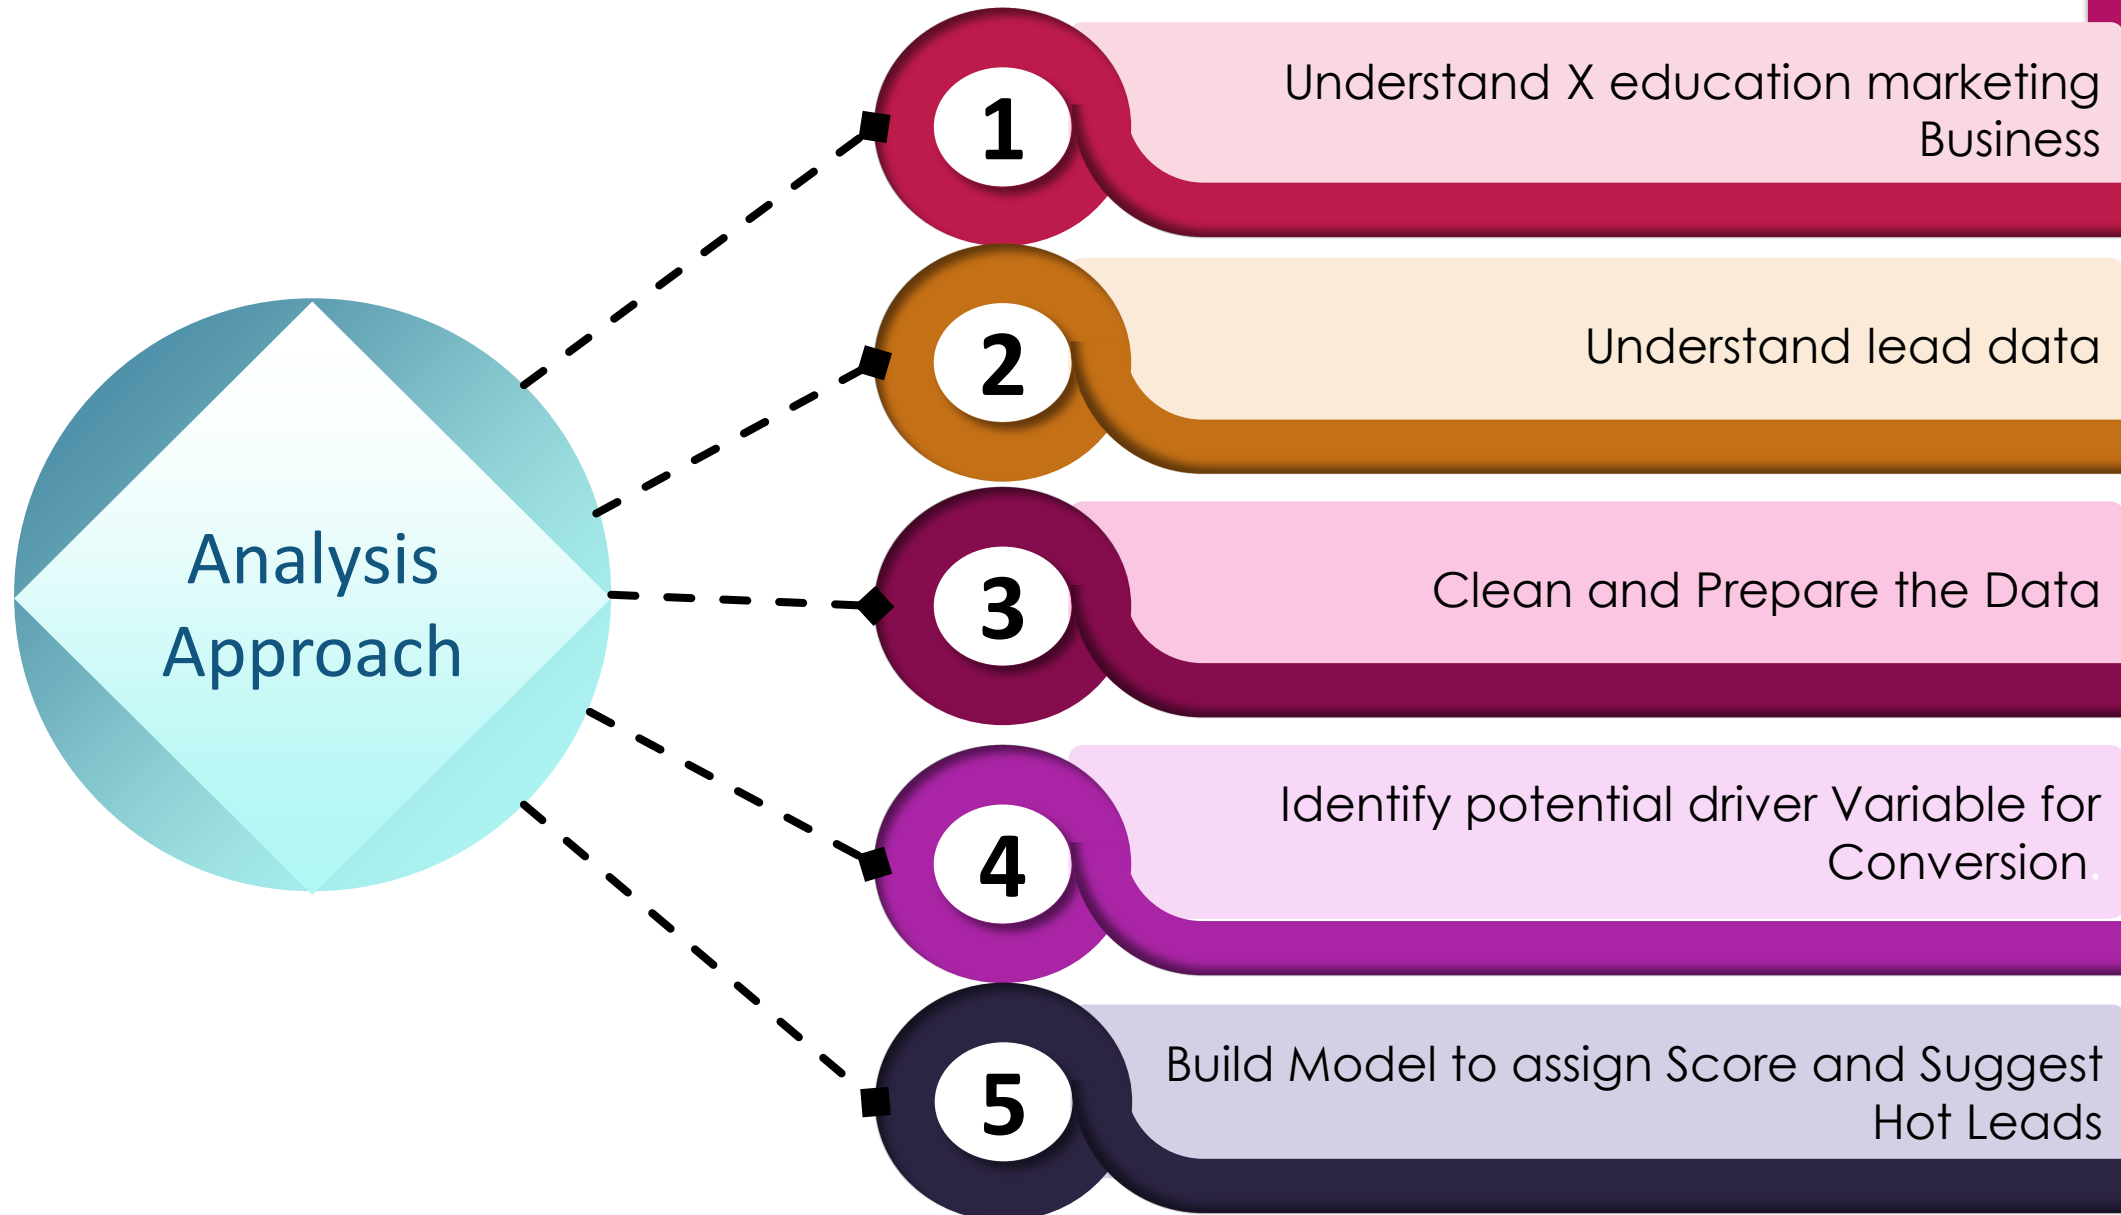 Analysis
Approach
1
Understand X education marketing
Business
2
Understand lead data
3
Clean and Prepare the Data
4
Identify potential driver Variable for
Conversion.
5
Build Model to assign Score and Suggest
Hot Leads